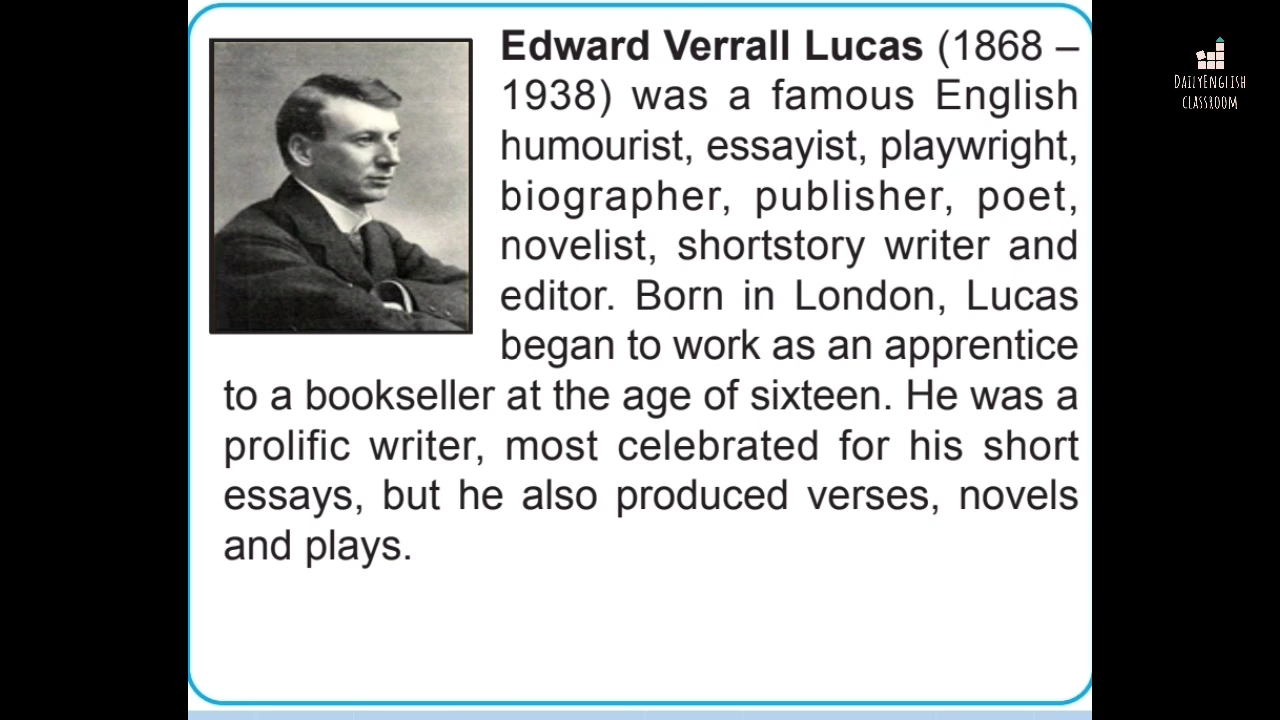 Edward Verrall Lucas (1868 –
1938) was a famous English
humourist, essayist, playwright,
biographer, publisher, poet,
novelist, shortstory writer and
editor. Born in London, Lucas
began to work as an apprentice
to a bookseller at the age of sixteen. He was a
prolific writer, most celebrated for his short
essays, but he also produced verses, novels
and plays.
DailyEnglish
classroom